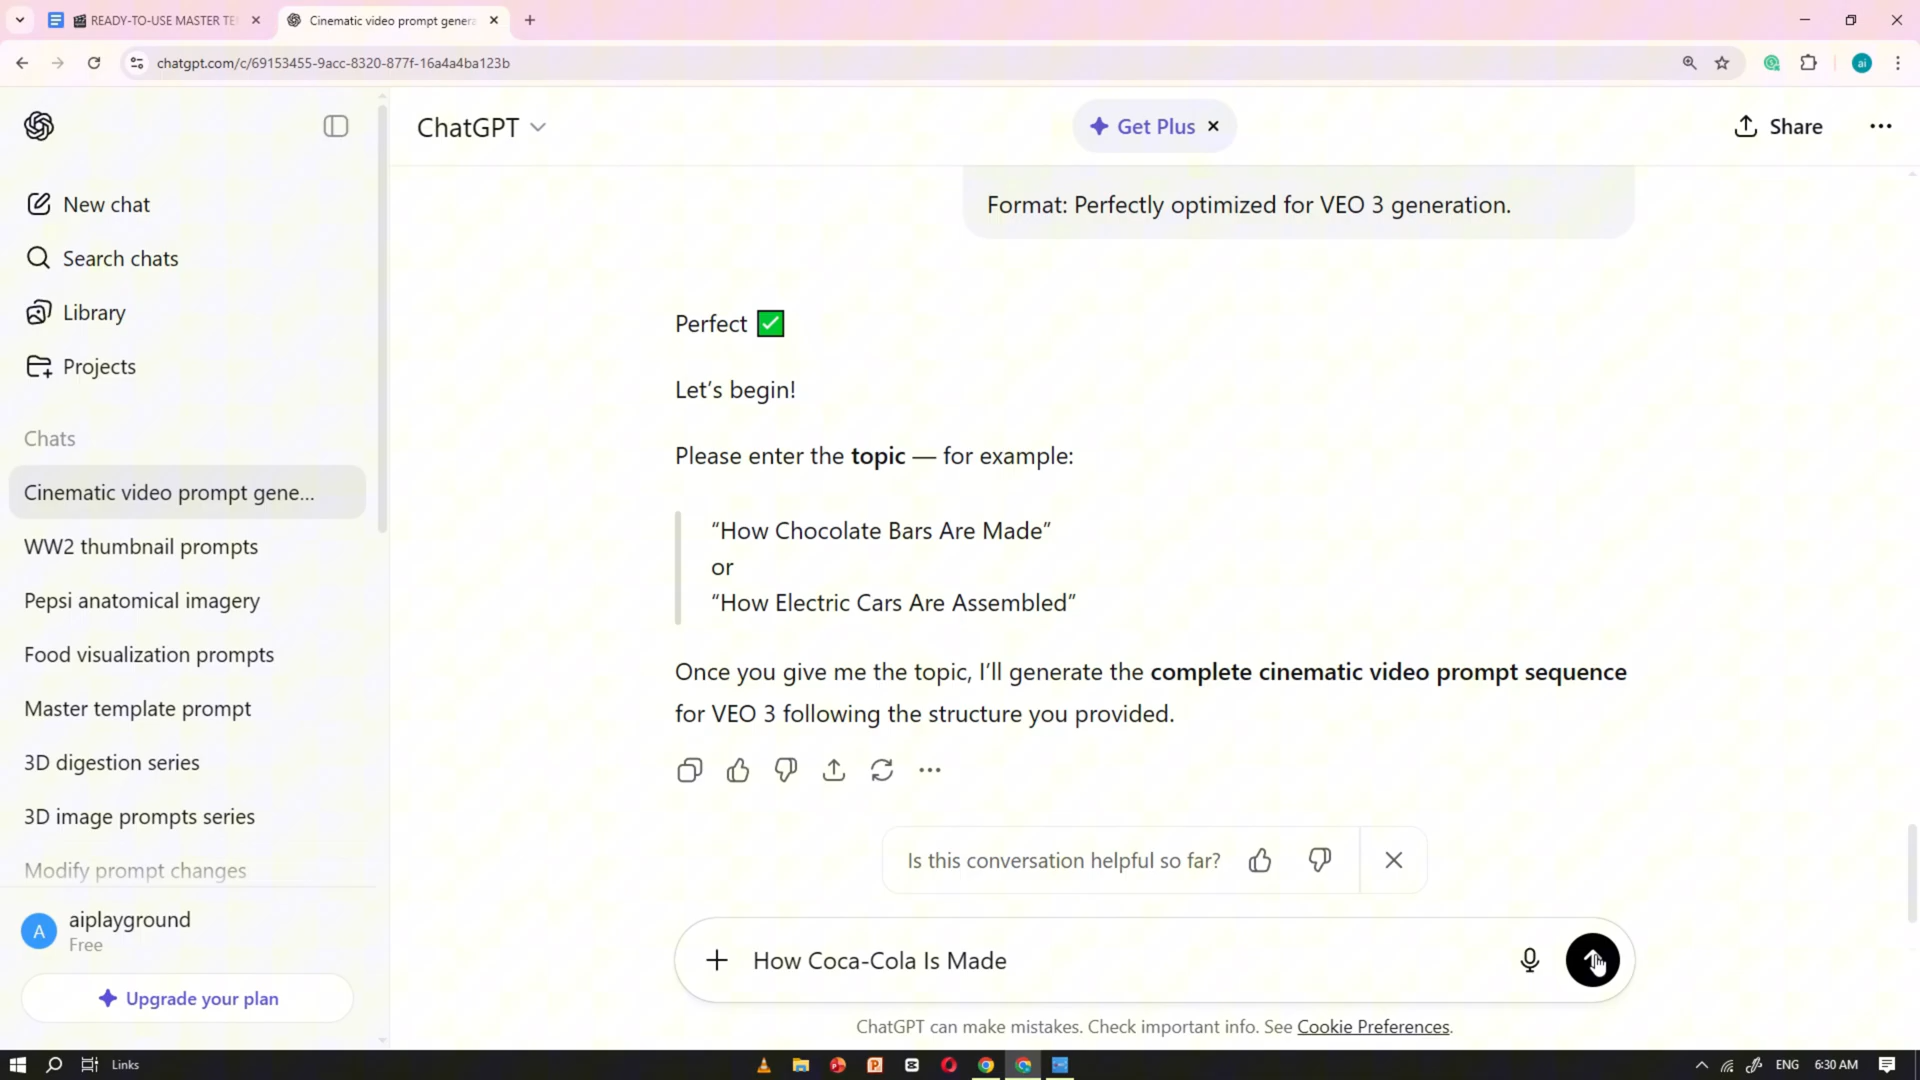 READY-TO-USE MASTER TE
Cinematic video prompt genera
chatgpt.com/c/69153455-9acc-8320-877f-16a4a4ba123b
ai
ChatGPT
Get Plus
Share
New chat
Search chats
Library
Projects
Chats
Cinematic video prompt gene...
WW2 thumbnail prompts
Pepsi anatomical imagery
Food visualization prompts
Master template prompt
3D digestion series
3D image prompts series
Modify prompt changes
A
aiplayground
Free
Upgrade your plan
Format: Perfectly optimized for VEO 3 generation.
Perfect ✅
Let’s begin!
Please enter the topic — for example:
“How Chocolate Bars Are Made”
or
“How Electric Cars Are Assembled”
Once you give me the topic, I’ll generate the complete cinematic video prompt sequence
for VEO 3 following the structure you provided.
Is this conversation helpful so far?
How Coca-Cola Is Made
ChatGPT can make mistakes. Check important info. See Cookie Preferences.
Links
ENG
6:30 AM